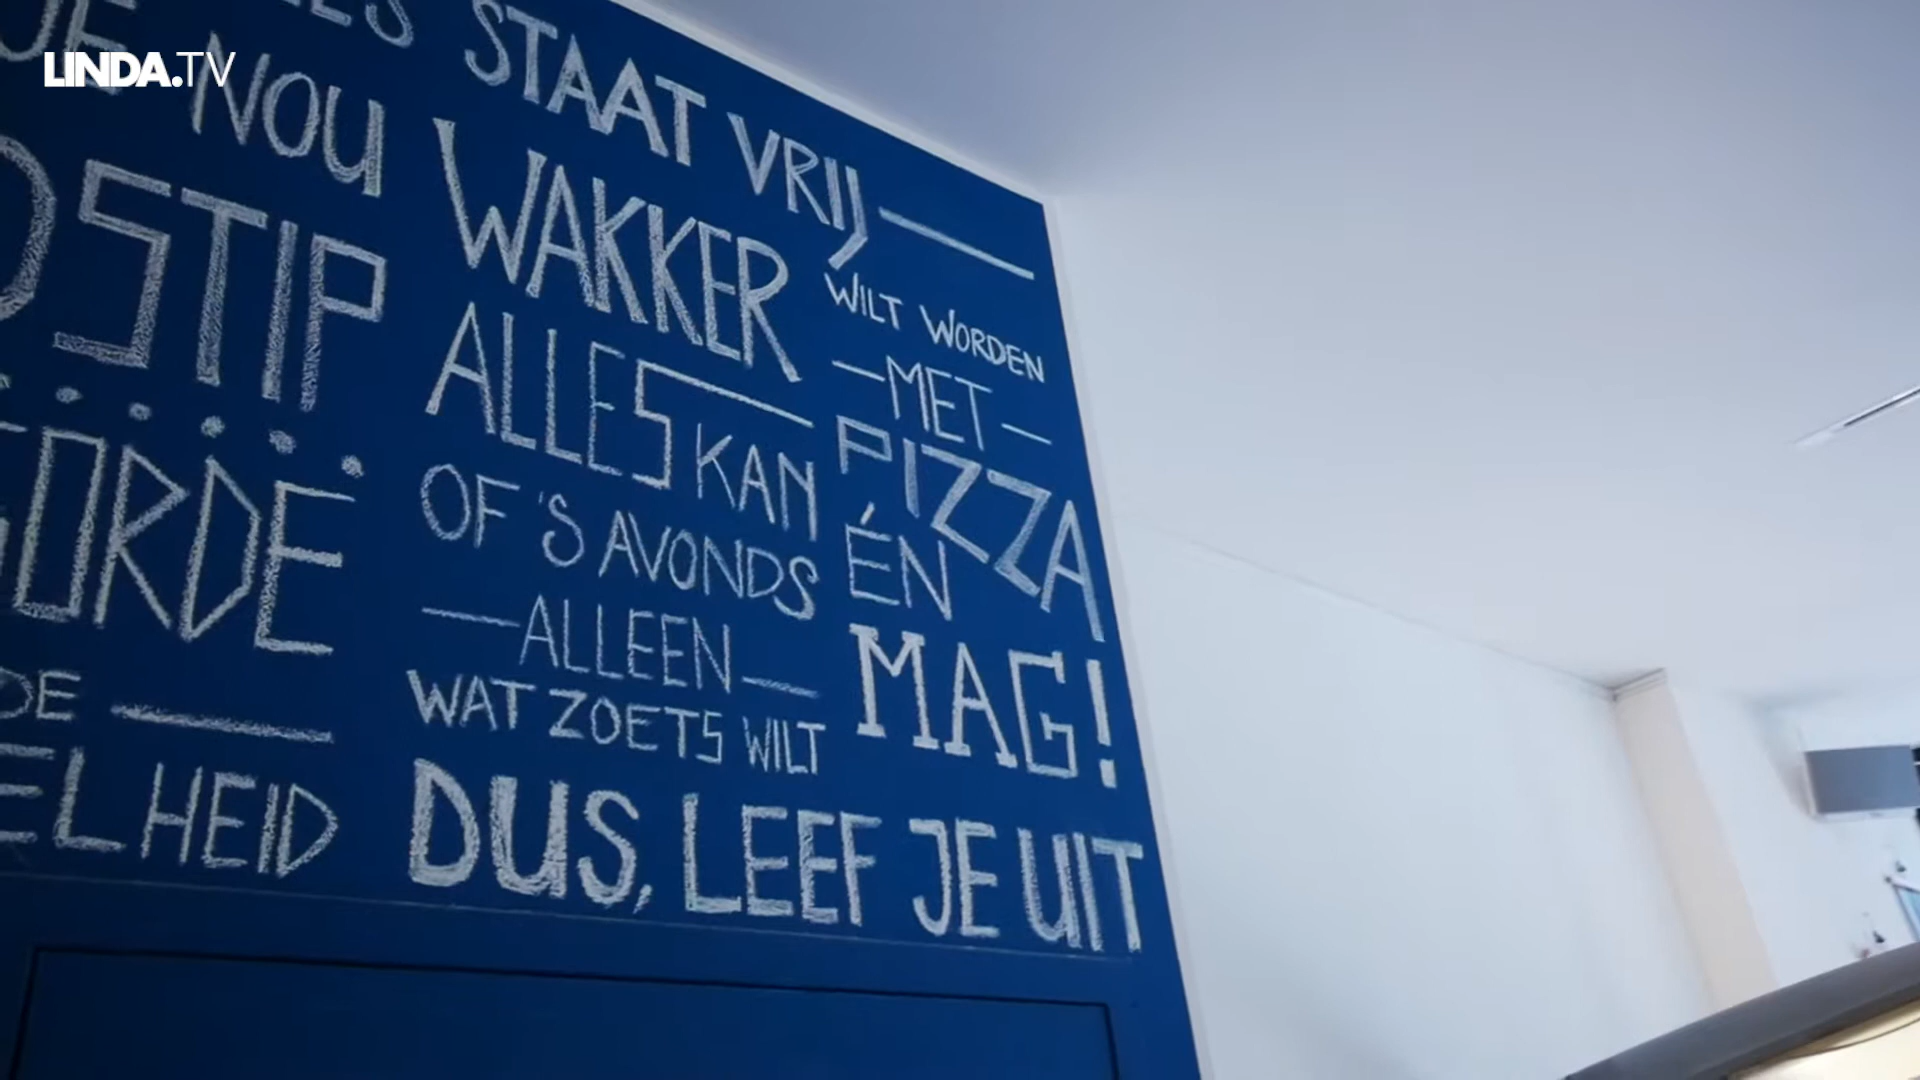 LINDA.TV
STAAT VRIJ
JE NOU WAKKER WILT WORDEN
MET
PIZZA
ALLES KAN
ÉN
OF 'S AVONDS
MAG!
ALLEEN
WAT ZOETS WILT
DUS, LEEF JE UIT